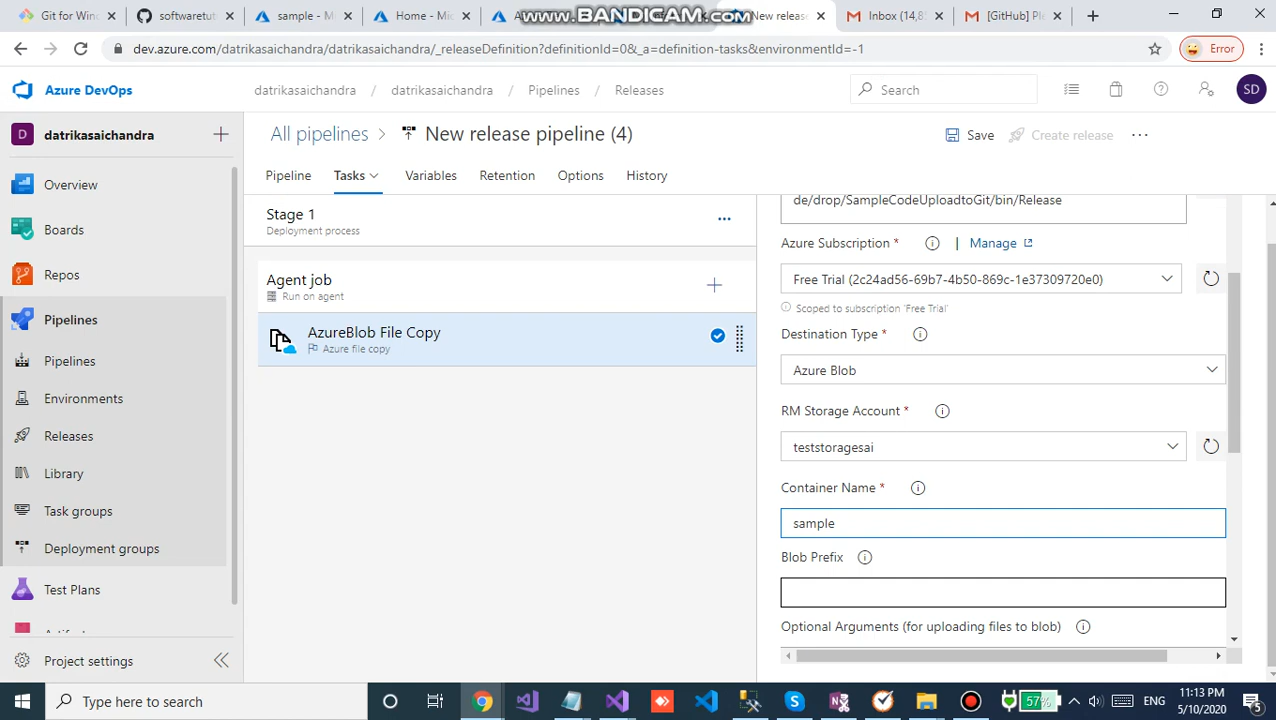 Git for Winc
softwaretut
sample - M
Home - Mic
A
www.BANDICAM.com
New release
Inbox (14,8
[GitHub] Ple
dev.azure.com/datrikasaichandra/datrikasaichandra/_releaseDefinition?definitionId=0&_a=definition-tasks&environmentId=-1
Error
Azure DevOps
datrikasaichandra / datrikasaichandra / Pipelines / Releases
Search
SD
D datrikasaichandra
All pipelines > New release pipeline (4)
Save
Create release
Overview
Pipeline
Tasks
Variables
Retention
Options
History
Boards
Stage 1
Deployment process
de/drop/SampleCodeUploadtoGit/bin/Release
Azure Subscription * | Manage
Repos
Agent job
Run on agent
Free Trial (2c24ad56-69b7-4b50-869c-1e37309720e0)
Scoped to subscription 'Free Trial'
Pipelines
AzureBlob File Copy
Azure file copy
Destination Type *
Pipelines
Azure Blob
Environments
RM Storage Account *
Releases
teststoragesai
Library
Container Name *
Task groups
sample
Deployment groups
Blob Prefix
Test Plans
Optional Arguments (for uploading files to blob)
Project settings
Type here to search
57%
ENG
11:13 PM
5/10/2020
5